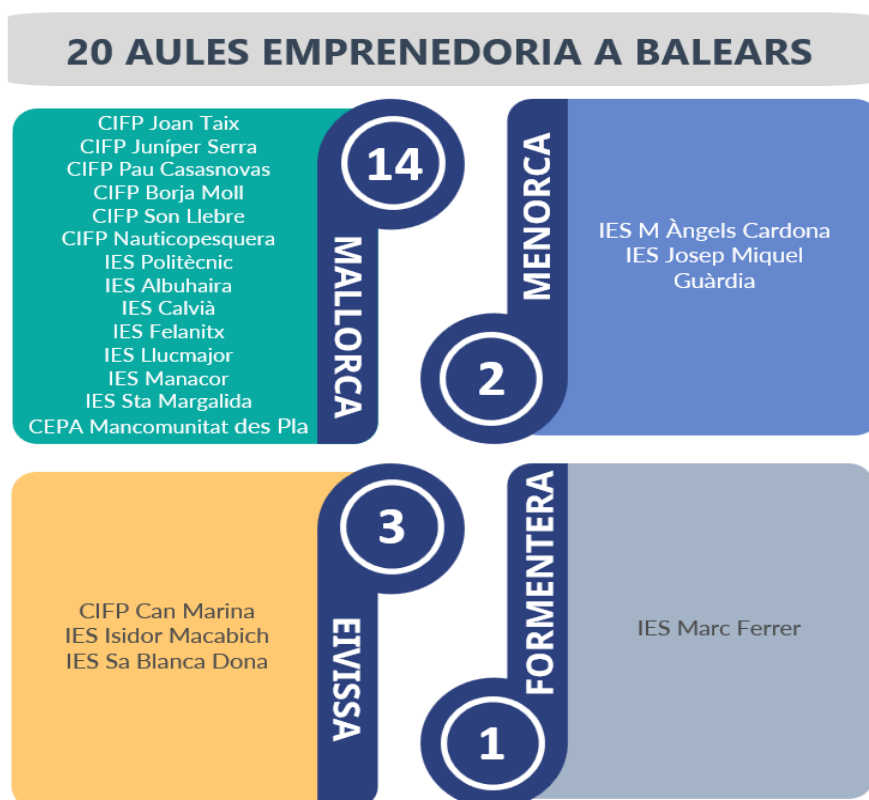 20 AULES EMPRENEDORIA A BALEARS
CIFP Joan Taix
CIFP Juníper Serra
CIFP Pau Casasnovas
CIFP Borja Moll
CIFP Son Llebre
CIFP Nauticopesquera
IES Politècnic
IES Albuhaira
IES Calvià
IES Felanitx
IES Llucmajor
IES Manacor
IES Sta Margalida
CEPA Mancomunitat des Pla
14
MALLORCA
MENORCA
2
IES M Àngels Cardona
IES Josep Miquel
Guàrdia
CIFP Can Marina
IES Isidor Macabich
IES Sa Blanca Dona
3
EIVISSA
FORMENTERA
1
IES Marc Ferrer